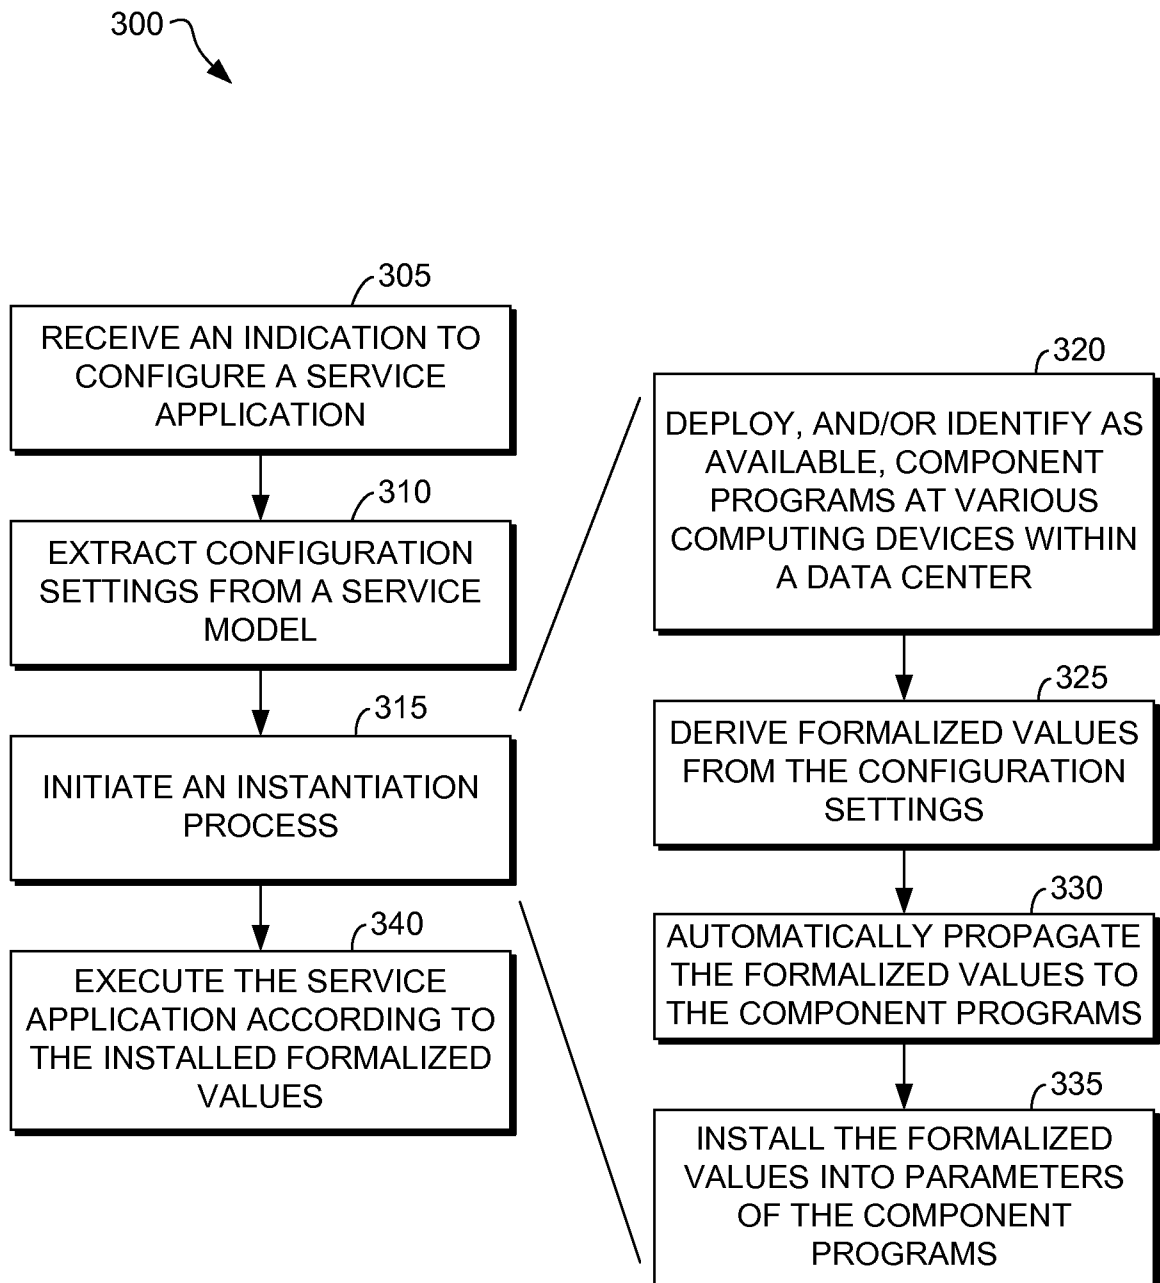 300
305
RECEIVE AN INDICATION TO
CONFIGURE A SERVICE
APPLICATION
310
EXTRACT CONFIGURATION
SETTINGS FROM A SERVICE
MODEL
315
INITIATE AN INSTANTIATION
PROCESS
340
EXECUTE THE SERVICE
APPLICATION ACCORDING TO
THE INSTALLED FORMALIZED
VALUES
320
DEPLOY, AND/OR IDENTIFY AS
AVAILABLE, COMPONENT
PROGRAMS AT VARIOUS
COMPUTING DEVICES WITHIN
A DATA CENTER
325
DERIVE FORMALIZED VALUES
FROM THE CONFIGURATION
SETTINGS
330
AUTOMATICALLY PROPAGATE
THE FORMALIZED VALUES TO
THE COMPONENT PROGRAMS
335
INSTALL THE FORMALIZED
VALUES INTO PARAMETERS
OF THE COMPONENT
PROGRAMS